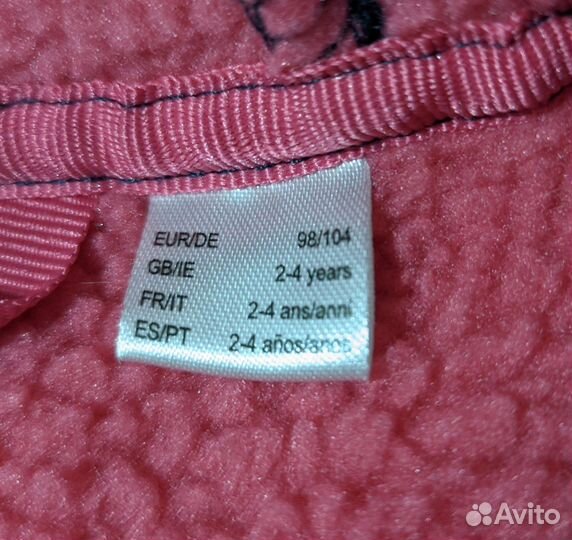 EUR/DE 98/104
GB/IE 2-4 years
FR/IT 2-4 ans/anni
ES/PT 2-4 años/anos
Avito